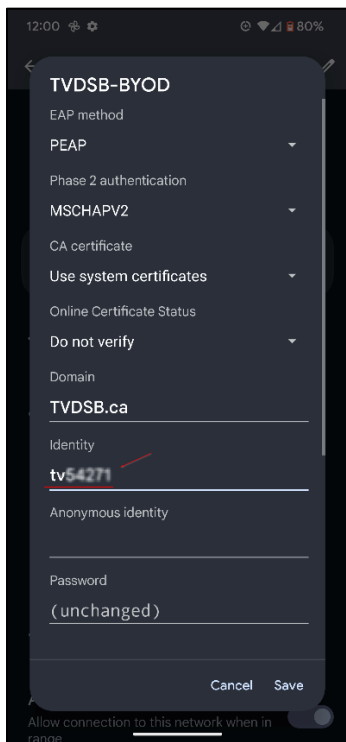 12:00 80%
TVDSB-BYOD
EAP method
PEAP
Phase 2 authentication
MSCHAPV2
CA certificate
Use system certificates
Online Certificate Status
Do not verify
Domain
TVDSB.ca
Identity
tv
Anonymous identity
Password
(unchanged)
Cancel Save
Allow connection to this network when in
range